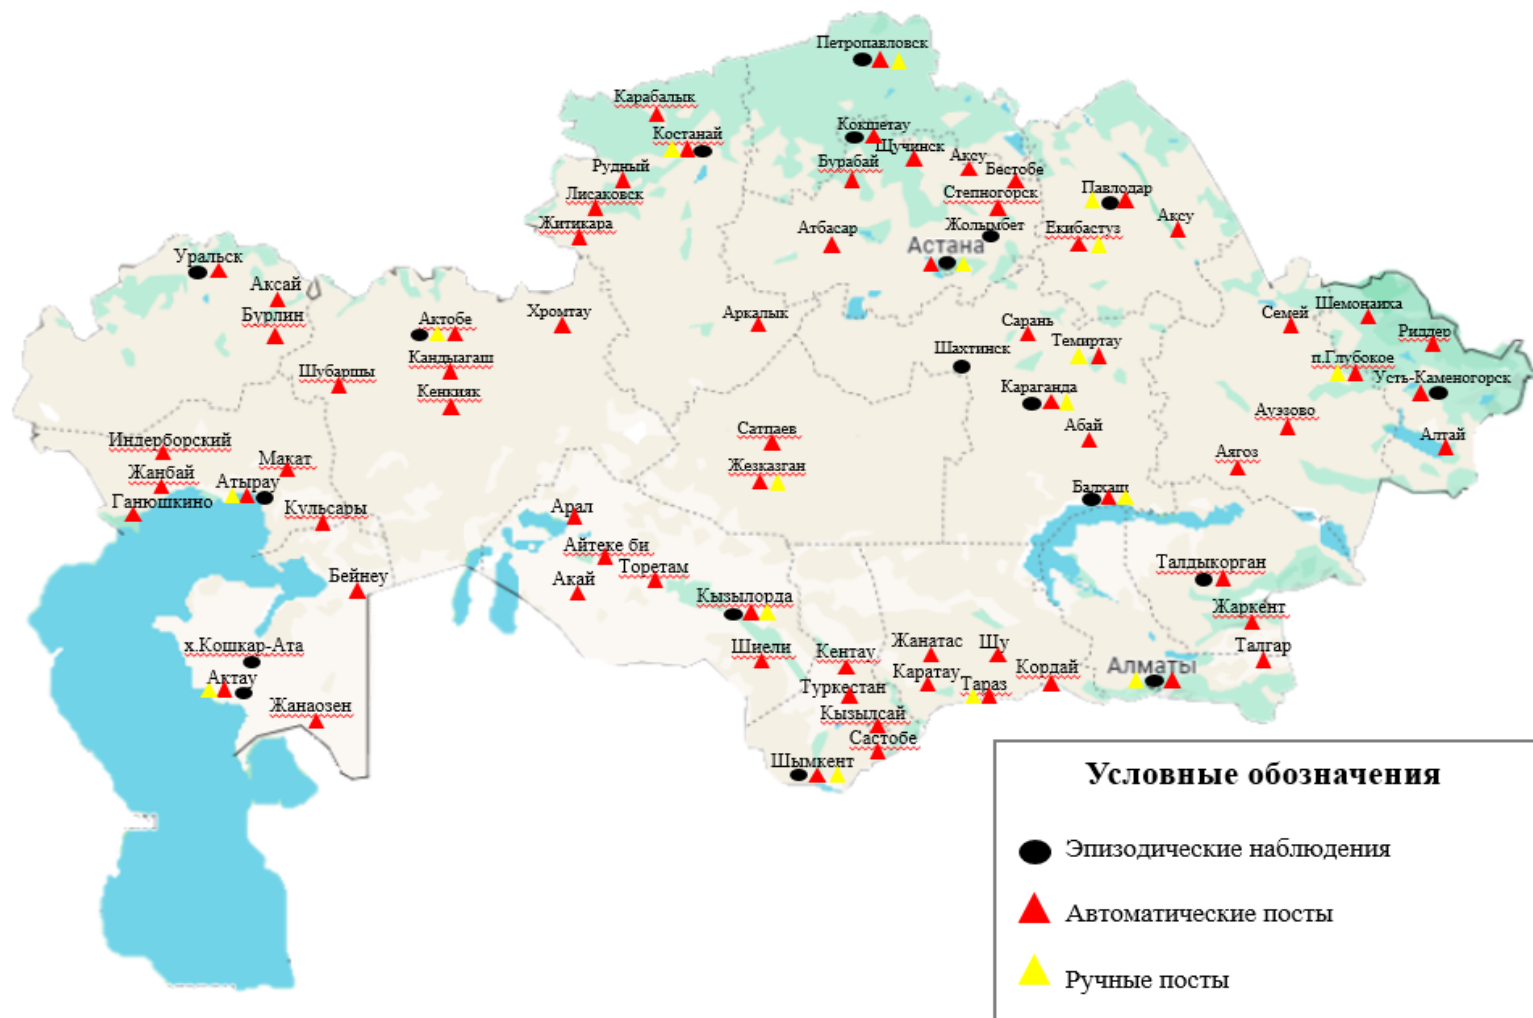 Петропавловск
Карабалык
Костанай
Кокшетау
Щучинск
Бурабай
Аксу
Бестобе
Рудный
Лисаковск
Житикара
Степногорск
Павлодар
Жолымбет
Атбасар
Астана
Екибастуз
Аксу
Уральск
Аксай
Бурлин
Актобе
Хромтау
Аркалык
Сарань
Семей
Шемонаиха
Риддер
Кандыагаш
Шубаршы
Кенкияк
Шахтинск
Темиртау
п.Глубокое
Усть-Каменогорск
Караганда
Ауэзово
Абай
Сатпаев
Алтай
Индерборский
Макат
Жанбай
Атырау
Ганюшкино
Кульсары
Жезказган
Аягоз
Балхаш
Арал
Айтеке би
Торетам
Акай
Бейнеу
Кызылорда
Талдыкорган
Жаркент
х.Кошкар-Ата
Актау
Жанаозен
Шиели
Кентау
Жанатас
Шу
Талгар
Каратау
Тараз
Кордай
Алматы
Туркестан
Кызылсай
Састобе
Шымкент
Условные обозначения
Эпизодические наблюдения
Автоматические посты
Ручные посты